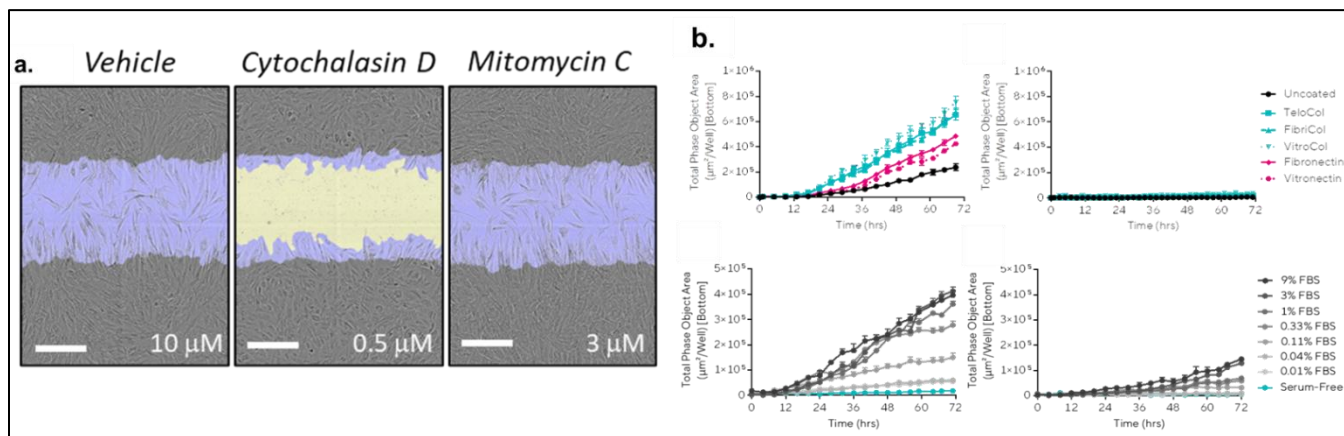 a.
Vehicle
Cytochalasin D
Mitomycin C
10 µM
0.5 µM
3 µM
b.
Total Phase Object Area
(µm²/Well) [Bottom]
1×10⁶
8×10⁵
6×10⁵
4×10⁵
2×10⁵
0
0 12 24 36 48 60 72
Time (hrs)
Total Phase Object Area
(µm²/Well) [Bottom]
1×10⁶
8×10⁵
6×10⁵
4×10⁵
2×10⁵
0
0 12 24 36 48 60 72
Time (hrs)
Uncoated
TeloCol
FibriCol
VitroCol
Fibronectin
Vitronectin
Total Phase Object Area
(µm²/Well) [Bottom]
5×10⁵
4×10⁵
3×10⁵
2×10⁵
1×10⁵
0
0 12 24 36 48 60 72
Time (hrs)
Total Phase Object Area
(µm²/Well) [Bottom]
5×10⁵
4×10⁵
3×10⁵
2×10⁵
1×10⁵
0
0 12 24 36 48 60 72
Time (hrs)
9% FBS
3% FBS
1% FBS
0.33% FBS
0.11% FBS
0.04% FBS
0.01% FBS
Serum-Free